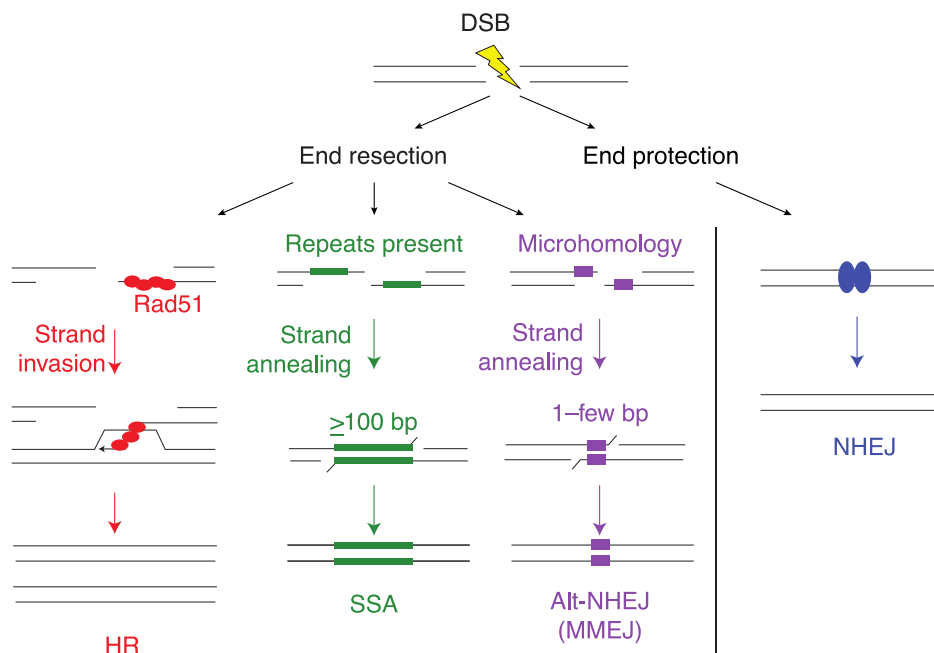 DSB
End resection
End protection
Repeats present
Microhomology
Rad51
Strand
invasion
Strand
annealing
Strand
annealing
≥100 bp
1–few bp
NHEJ
SSA
Alt-NHEJ
(MMEJ)
HR